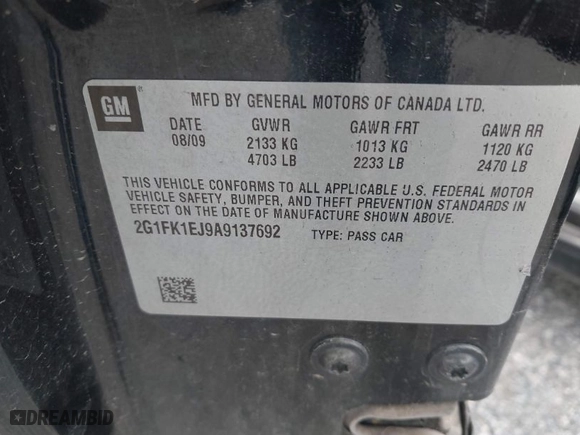 GM
MFD BY GENERAL MOTORS OF CANADA LTD.
DATE GVWR GAWR FRT GAWR RR
08/09 2133 KG 1013 KG 1120 KG
4703 LB 2233 LB 2470 LB
THIS VEHICLE CONFORMS TO ALL APPLICABLE U.S. FEDERAL MOTOR
VEHICLE SAFETY, BUMPER, AND THEFT PREVENTION STANDARDS IN
EFFECT ON THE DATE OF MANUFACTURE SHOWN ABOVE.
2G1FK1EJ9A9137692 TYPE: PASS CAR
DREAMBID